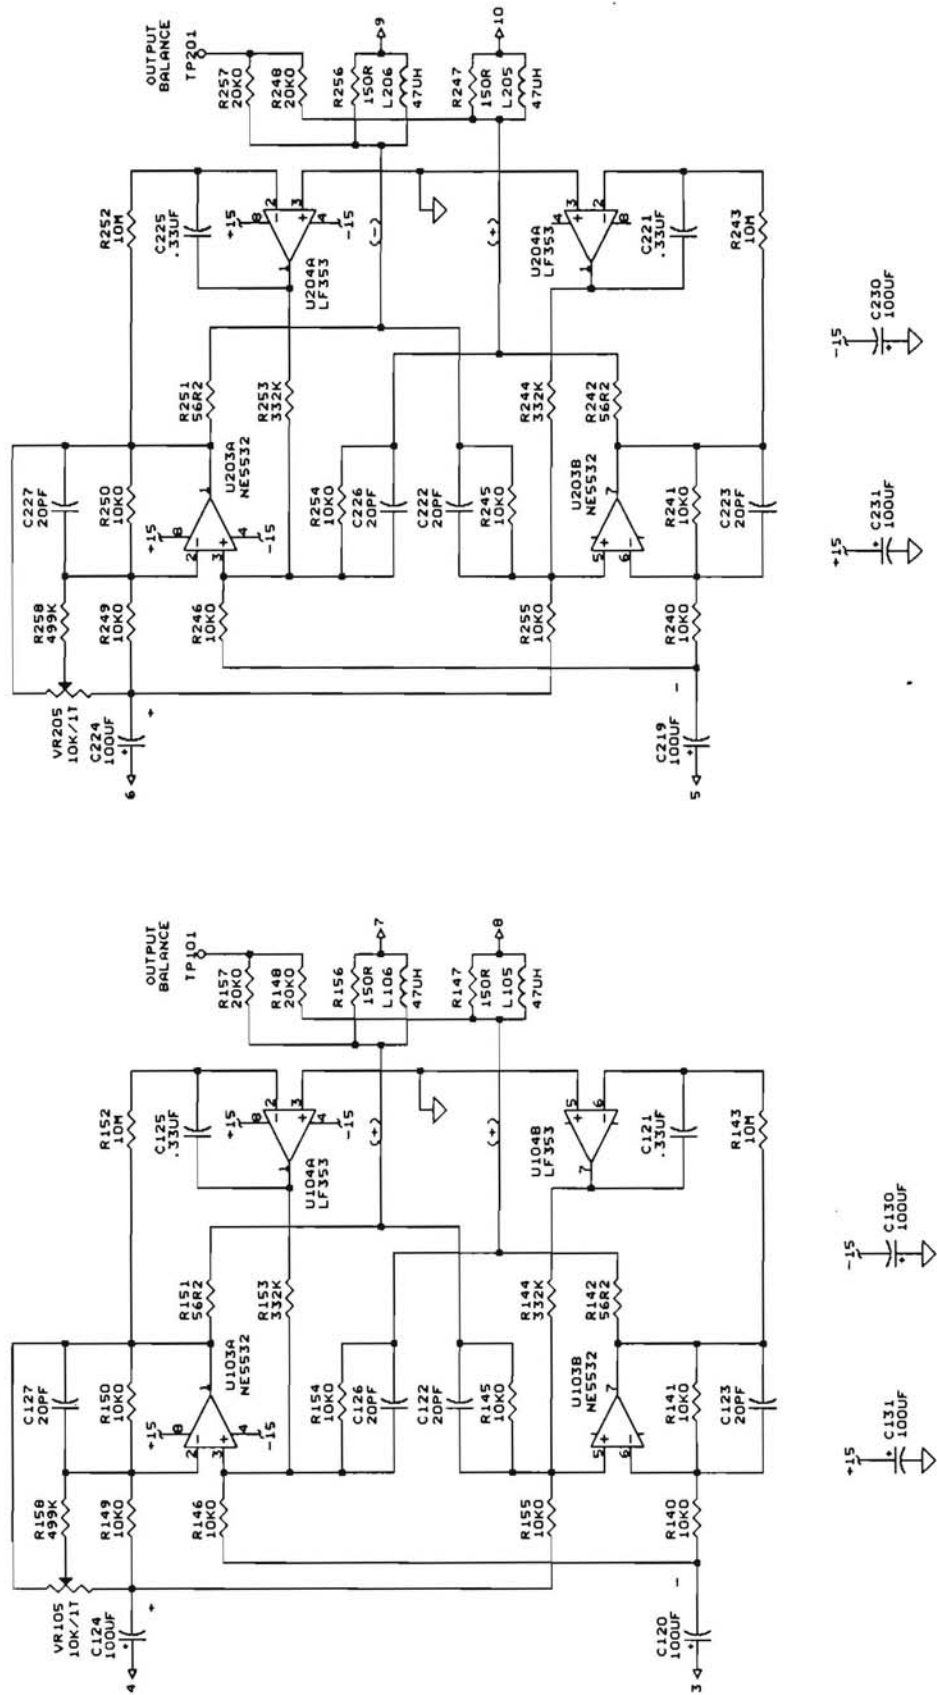 OUTPUT
BALANCE
TP201
R257
20K0
R248
20K0
R256
150R
L206
47UH
9
R247
150R
L205
47UH
10
R252
10M
C225
.33UF
+15
8
2
3
4
-15
1
U204A
LF353
(-)
(+)
U204A
LF353
4
3
2
8
1
C221
.33UF
R243
10M
R251
56R2
R253
332K
R244
332K
R242
56R2
C227
20PF
R250
10K0
U203A
NE5532
+15
8
1
2
3
4
-15
R254
10K0
C226
20PF
C222
20PF
R245
10K0
U203B
NE5532
7
5
6
R241
10K0
C223
20PF
R258
499K
R249
10K0
R246
10K0
R255
10K0
R240
10K0
VR205
10K/1T
C224
100UF
+
+
6
C219
100UF
+
-
5
-15
C230
100UF
+
+15
C231
100UF
+
OUTPUT
BALANCE
TP101
R157
20K0
R148
20K0
R156
150R
L106
47UH
7
R147
150R
L105
47UH
8
R152
10M
C125
.33UF
+15
8
2
3
4
-15
1
U104A
LF353
(+)
(+)
U104B
LF353
5
6
7
C121
.33UF
R143
10M
R151
56R2
R153
332K
R144
332K
R142
56R2
C127
20PF
R150
10K0
U103A
NE5532
+15
8
1
2
3
4
-15
R154
10K0
C126
20PF
C122
20PF
R145
10K0
U103B
NE5532
7
5
6
R141
10K0
C123
20PF
R158
499K
R149
10K0
R146
10K0
R155
10K0
R140
10K0
VR105
10K/1T
C124
100UF
+
+
4
C120
100UF
+
-
3
-15
C130
100UF
+
+15
C131
100UF
+